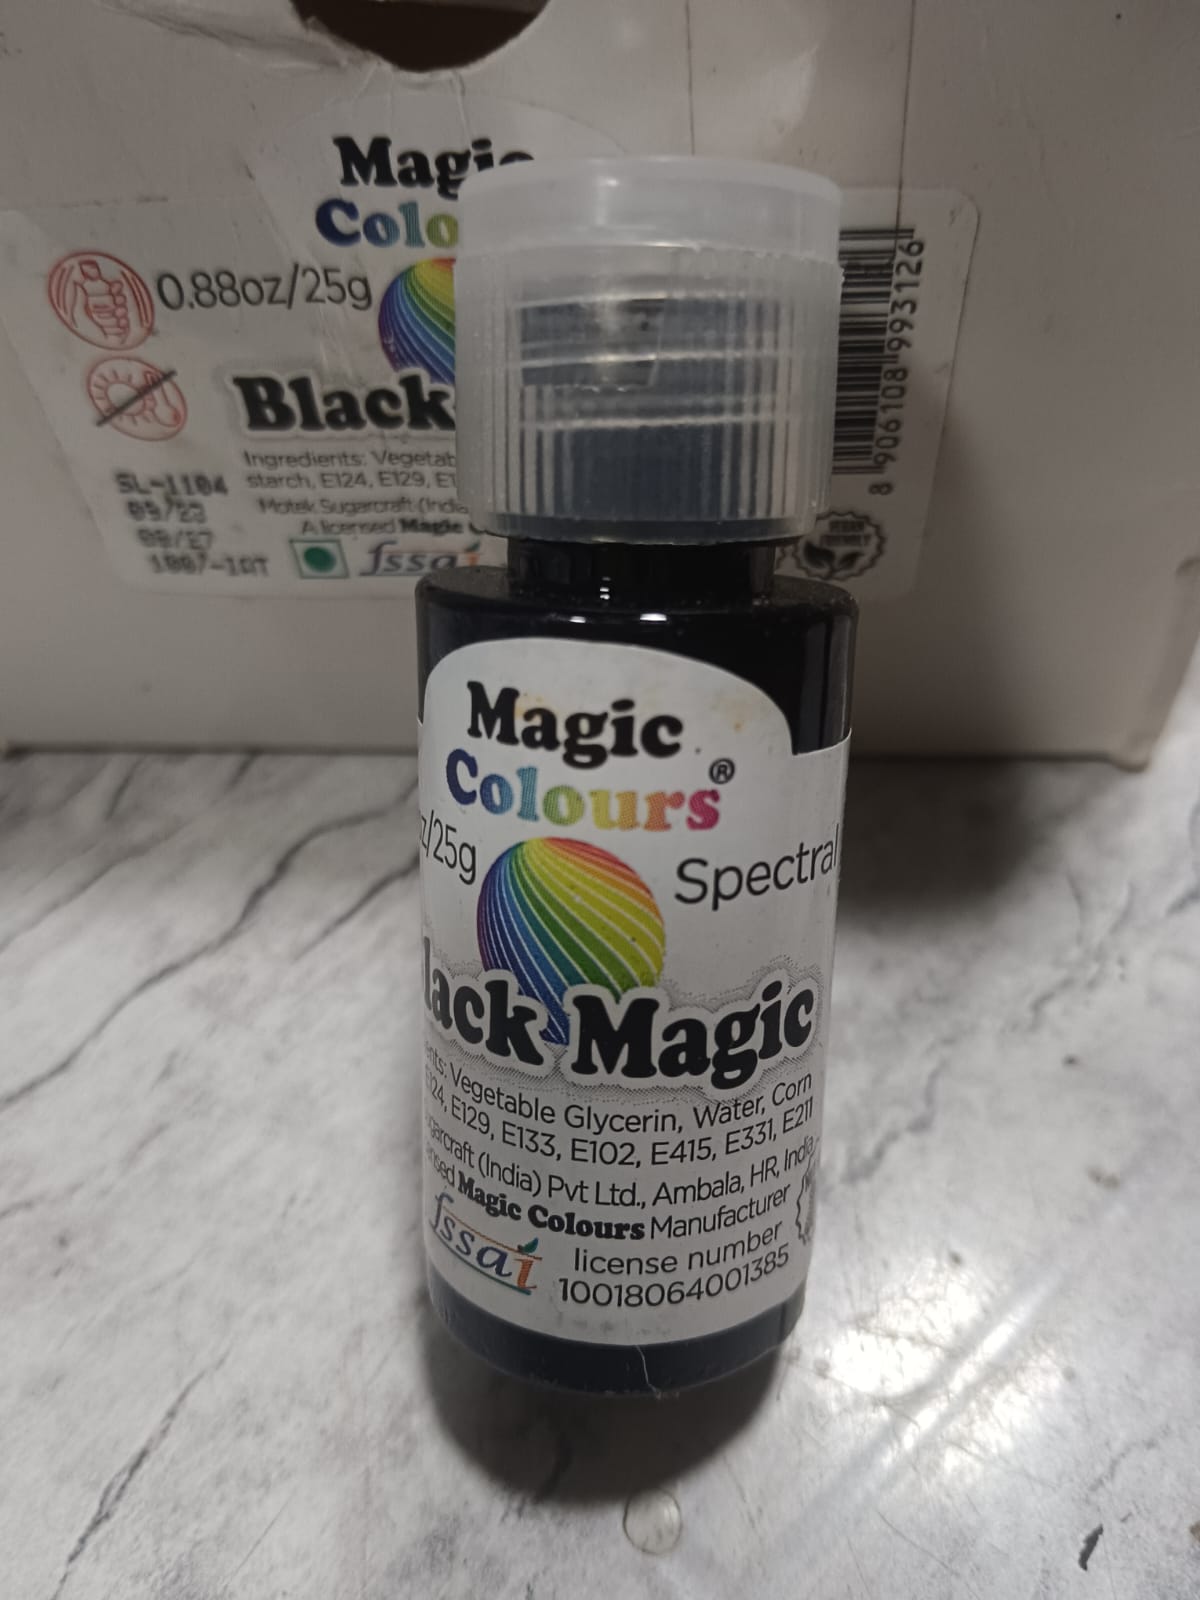 Magic
Colo
0.88oz/25g
Black
Ingredients: Vegetab
starch, E124, E129, E1
Motek Sugarcraft (India
A licensed Magic
SL-1104
09/23
08/27
fssai
8 906108 993126
Magic
Colours®
z/25g
Spectral
lack Magic
ents: Vegetable Glycerin, Water, Corn
E124, E129, E133, E102, E415, E331, E211
ugarcraft (India) Pvt Ltd., Ambala, HR, India
ensed Magic Colours Manufacturer
fssai
license number
10018064001385